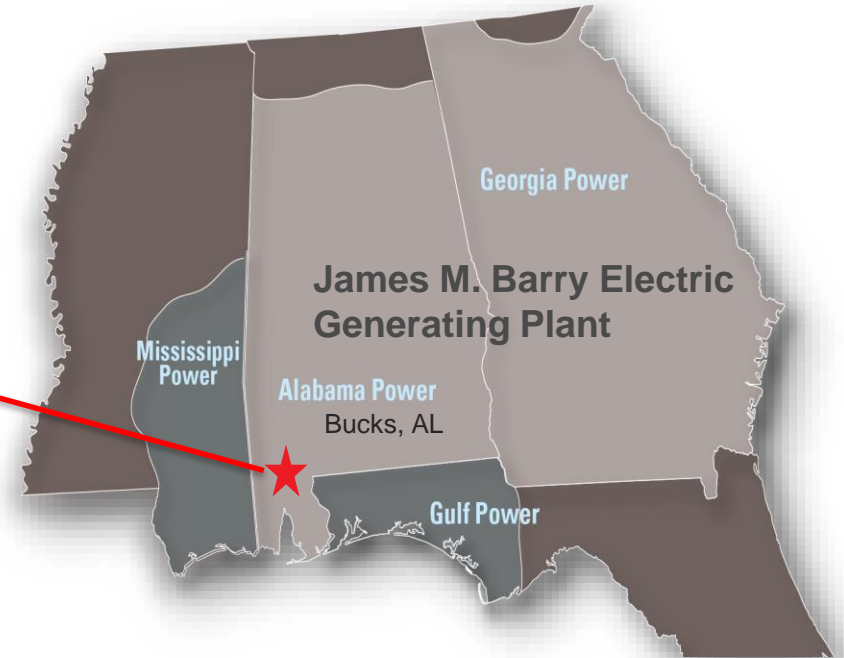 Georgia Power
James M. Barry Electric
Generating Plant
Mississippi
Power
Alabama Power
Bucks, AL
Gulf Power